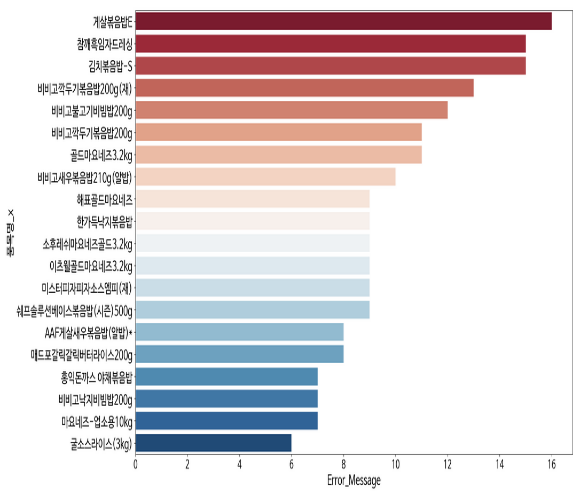 게살볶음밥E
참깨흑임자드레싱
김치볶음밥-S
비비고깍두기볶음밥200g(재)
비비고불고기비빔밥200g
비비고깍두기볶음밥200g
골드마요네즈3.2kg
비비고새우볶음밥210g(알밥)
해표골드마요네즈
한가득낙지볶음밥
소후레쉬마요네즈골드3.2kg
이츠웰골드마요네즈3.2kg
미스터피자피자소스엠피(재)
쉐프솔루션베이스볶음밥(시즌)500g
AAF게살새우볶음밥(알밥)*
매드포갈릭갈릭버터라이스200g
홍익돈까스 야채볶음밥
비비고낙지비빔밥200g
마요네즈-업소용10kg
굴소스라이스(3kg)
품목명_x
0 2 4 6 8 10 12 14 16
Error_Message